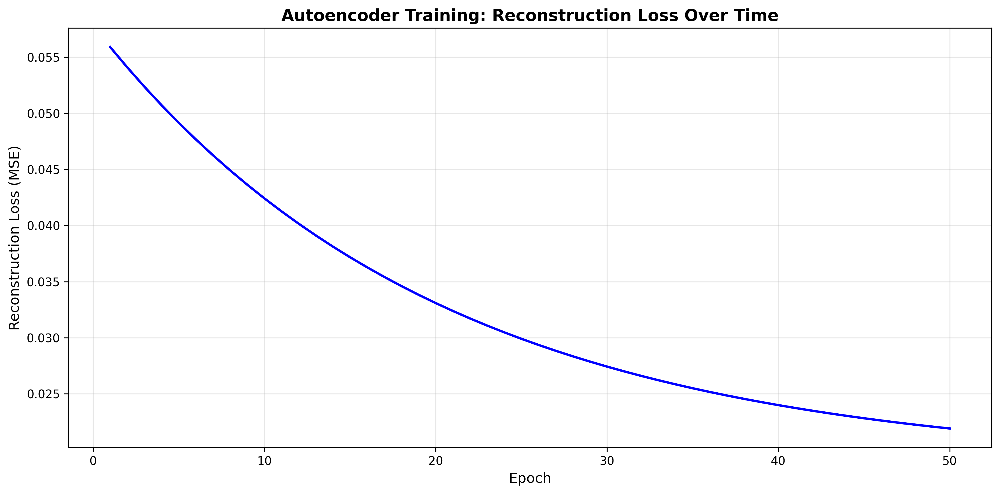 Autoencoder Training: Reconstruction Loss Over Time
Reconstruction Loss (MSE)
0.055
0.050
0.045
0.040
0.035
0.030
0.025
0 10 20 30 40 50
Epoch